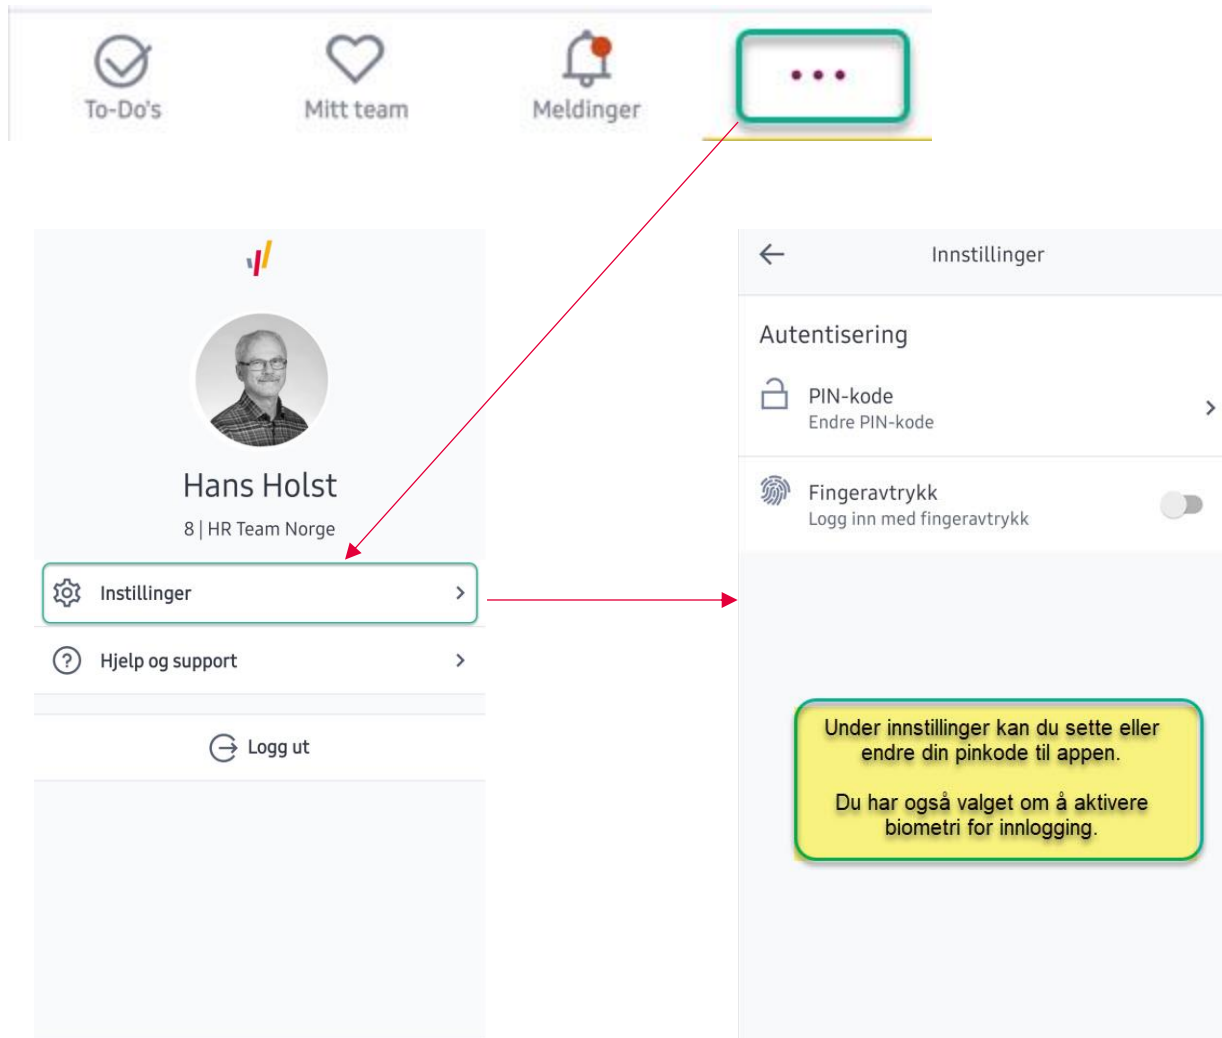 To-Do's
Mitt team
Meldinger
Hans Holst
8 | HR Team Norge
Instillinger
Hjelp og support
Logg ut
Innstillinger
Autentisering
PIN-kode
Endre PIN-kode
Fingeravtrykk
Logg inn med fingeravtrykk
Under innstillinger kan du sette eller
endre din pinkode til appen.
Du har også valget om å aktivere
biometri for innlogging.